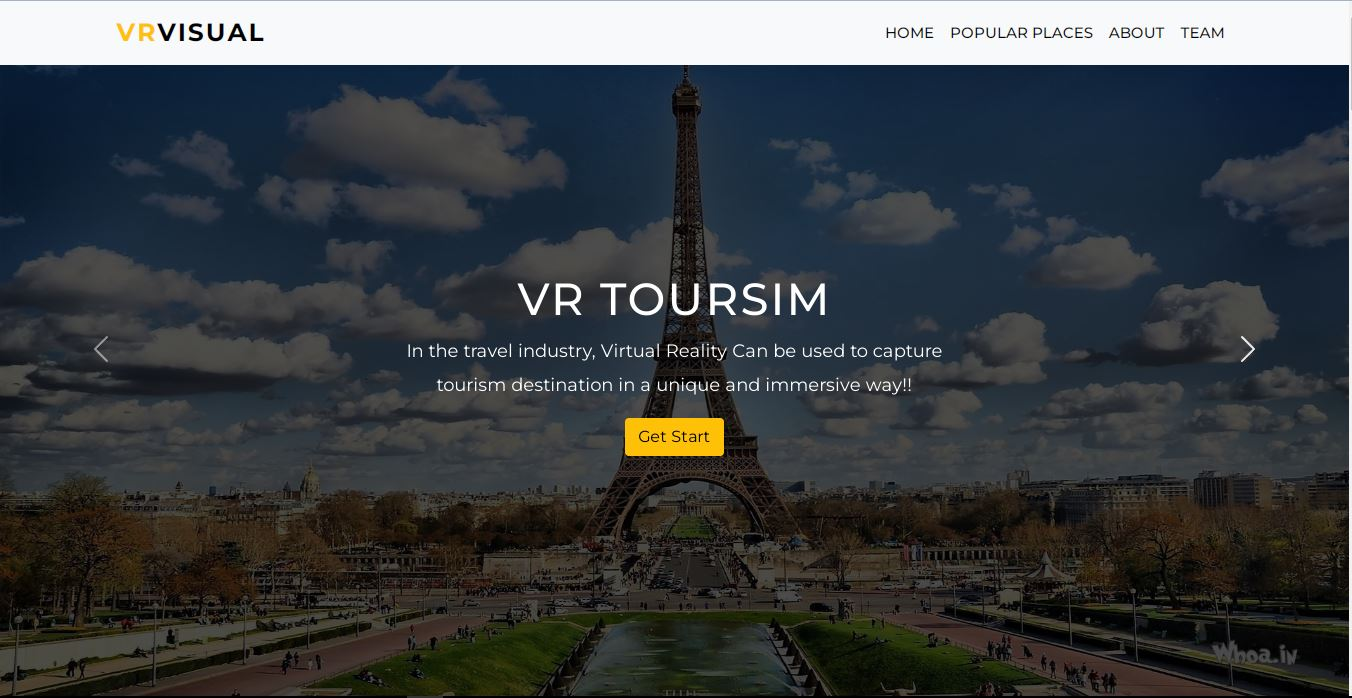 VRVISUAL
HOME POPULAR PLACES ABOUT TEAM
VR TOURSIM
In the travel industry, Virtual Reality Can be used to capture
tourism destination in a unique and immersive way!!
Get Start
Whoa.in